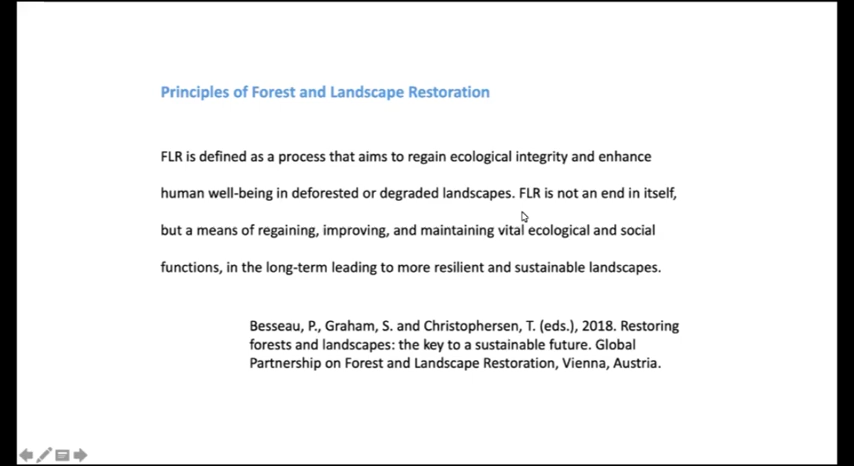 Principles of Forest and Landscape Restoration
FLR is defined as a process that aims to regain ecological integrity and enhance
human well-being in deforested or degraded landscapes. FLR is not an end in itself,
but a means of regaining, improving, and maintaining vital ecological and social
functions, in the long-term leading to more resilient and sustainable landscapes.
Besseau, P., Graham, S. and Christophersen, T. (eds.), 2018. Restoring
forests and landscapes: the key to a sustainable future. Global
Partnership on Forest and Landscape Restoration, Vienna, Austria.